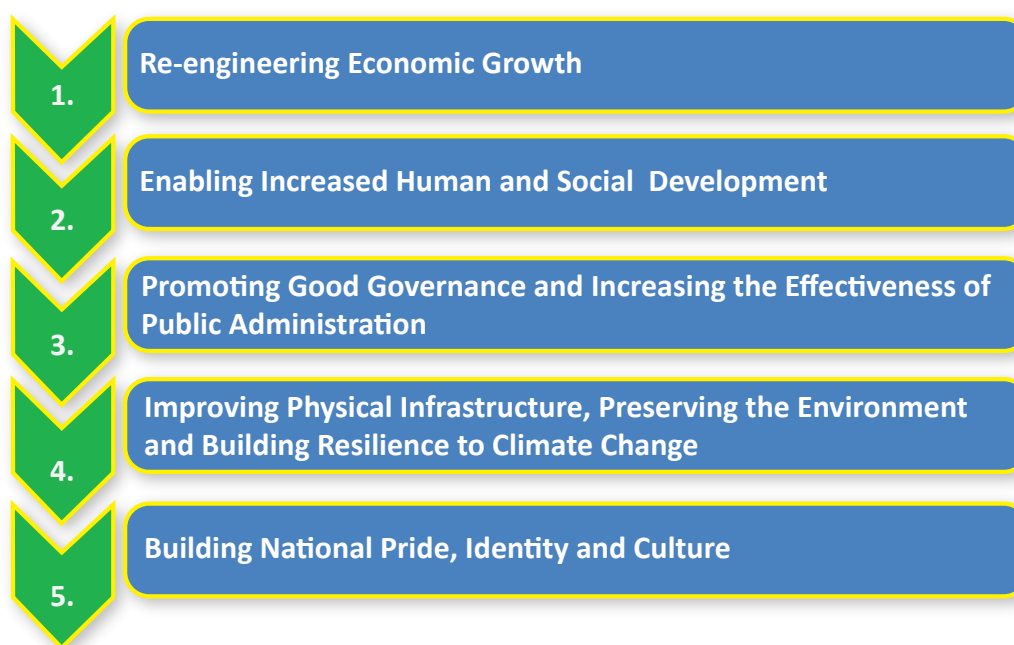 1.
Re-engineering Economic Growth
2.
Enabling Increased Human and Social  Development
3.
Promoting Good Governance and Increasing the Effectiveness of
Public Administration
4.
Improving Physical Infrastructure, Preserving the Environment
and Building Resilience to Climate Change
5.
Building National Pride, Identity and Culture